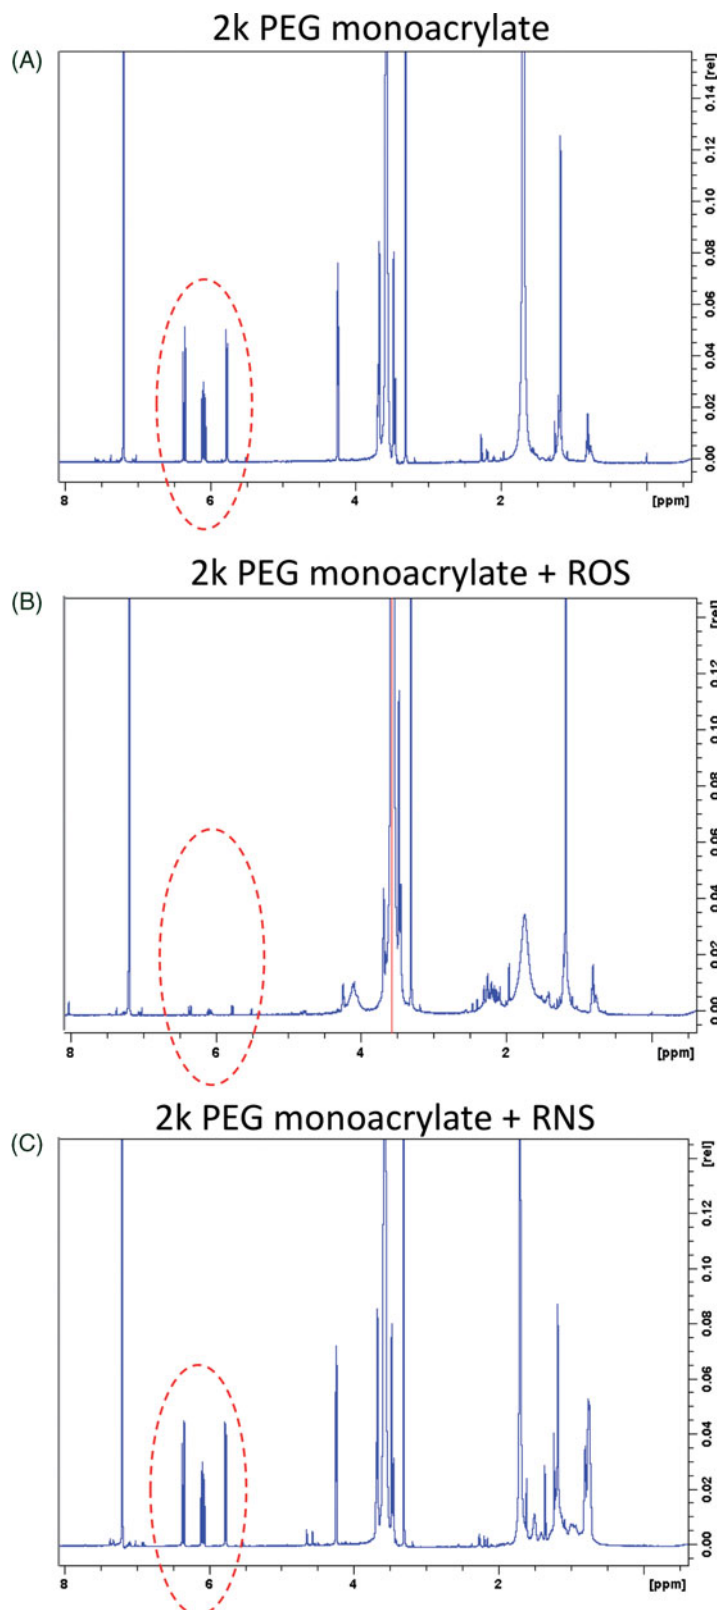 2k PEG monoacrylate
(A)
[rel]
0.14
0.12
0.10
0.08
0.06
0.04
0.02
0.00
8 6 4 2 [ppm]
2k PEG monoacrylate + ROS
(B)
[rel]
0.12
0.10
0.08
0.06
0.04
0.02
0.00
8 6 4 2 [ppm]
2k PEG monoacrylate + RNS
(C)
[rel]
0.12
0.10
0.08
0.06
0.04
0.02
0.00
8 6 4 2 [ppm]